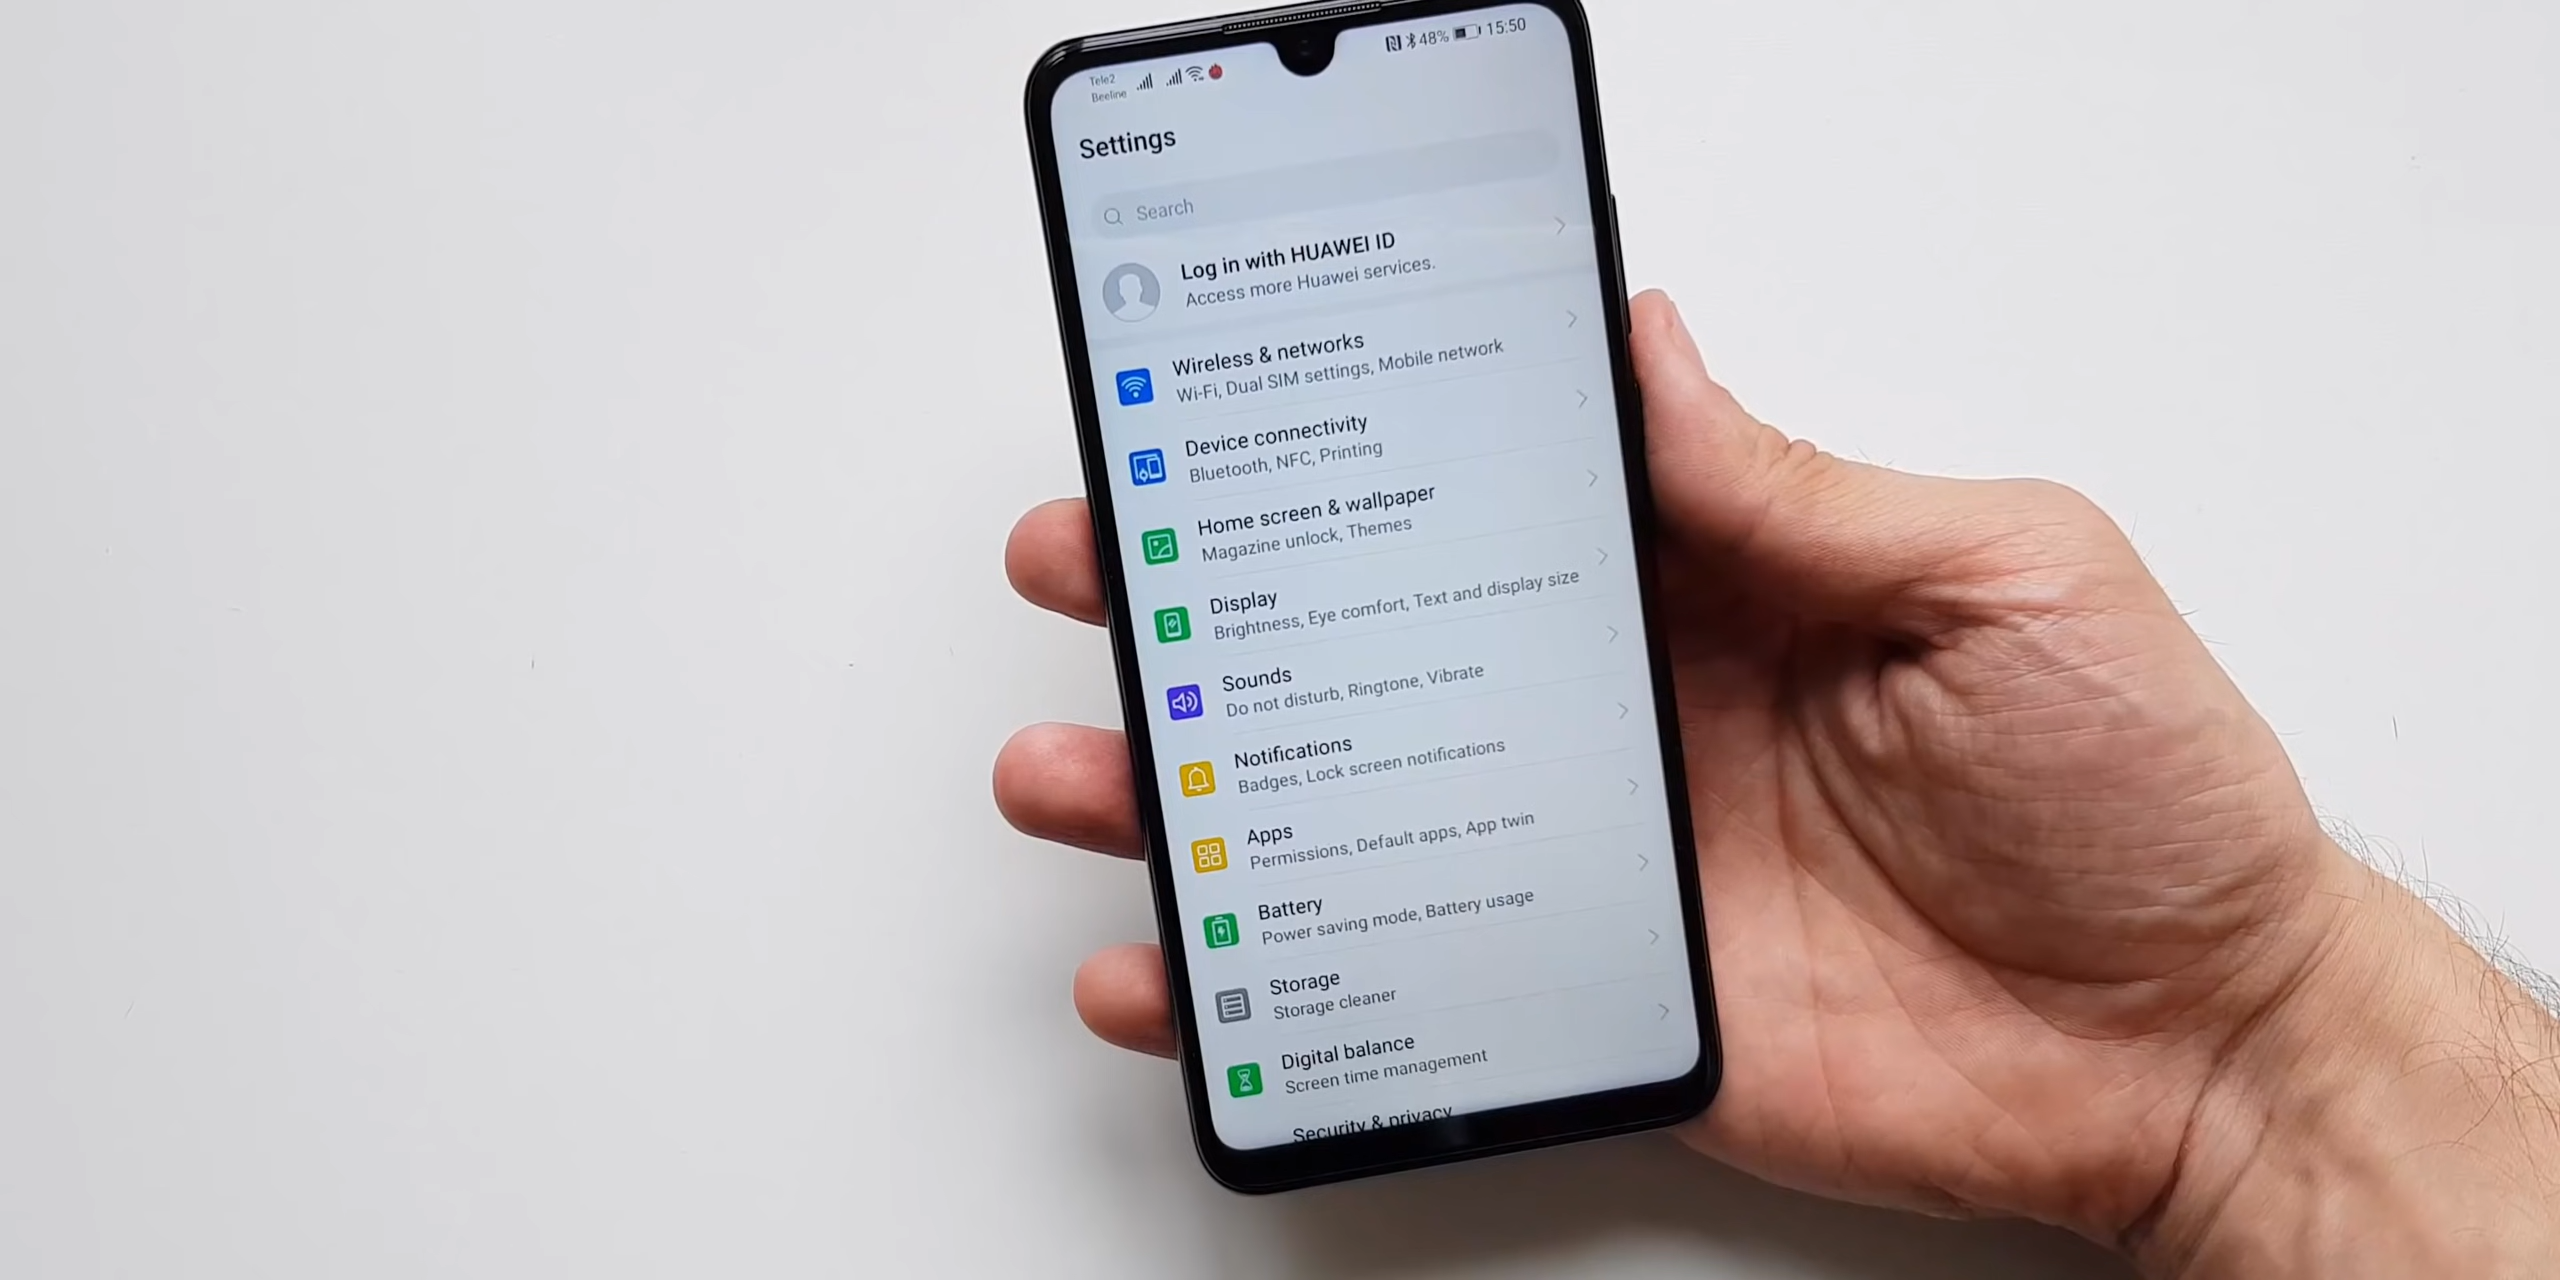 Tele2
Beeline
48% 15:50
Settings
Search
Log in with HUAWEI ID
Access more Huawei services.
Wireless & networks
Wi-Fi, Dual SIM settings, Mobile network
Device connectivity
Bluetooth, NFC, Printing
Home screen & wallpaper
Magazine unlock, Themes
Display
Brightness, Eye comfort, Text and display size
Sounds
Do not disturb, Ringtone, Vibrate
Notifications
Badges, Lock screen notifications
Apps
Permissions, Default apps, App twin
Battery
Power saving mode, Battery usage
Storage
Storage cleaner
Digital balance
Screen time management
Security & privacy